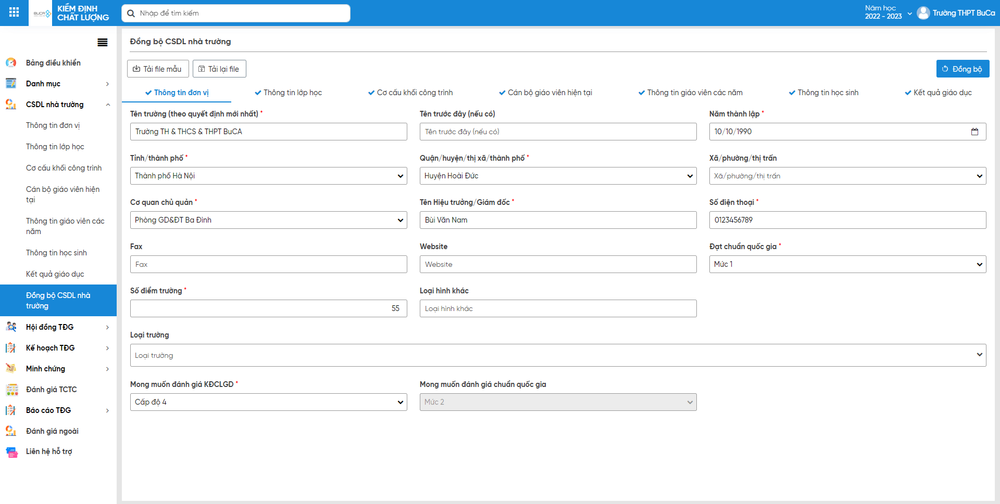 BUCA
KIỂM ĐỊNH
CHẤT LƯỢNG
Nhập để tìm kiếm
Năm học
2022 - 2023
Trường THPT BuCa
Bảng điều khiển
Danh mục
CSDL nhà trường
Thông tin đơn vị
Thông tin lớp học
Cơ cấu khối công trình
Cán bộ giáo viên hiện
tại
Thông tin giáo viên các
năm
Thông tin học sinh
Kết quả giáo dục
Đồng bộ CSDL nhà
trường
Hội đồng TĐG
Kế hoạch TĐG
Minh chứng
Đánh giá TCTC
Báo cáo TĐG
Đánh giá ngoài
Liên hệ hỗ trợ
Đồng bộ CSDL nhà trường
Tải file mẫu
Tải lại file
Đồng bộ
Thông tin đơn vị
Thông tin lớp học
Cơ cấu khối công trình
Cán bộ giáo viên hiện tại
Thông tin giáo viên các năm
Thông tin học sinh
Kết quả giáo dục
Tên trường (theo quyết định mới nhất) *
Tên trước đây (nếu có)
Năm thành lập *
Trường TH & THCS & THPT BuCA
Tên trước đây (nếu có)
10/10/1990
Tỉnh/thành phố *
Quận/huyện/thị xã/thành phố *
Xã/phường/thị trấn
Thành phố Hà Nội
Huyện Hoài Đức
Xã/phường/thị trấn
Cơ quan chủ quản *
Tên Hiệu trưởng/Giám đốc *
Số điện thoại *
Phòng GD&ĐT Ba Đình
Bùi Văn Nam
0123456789
Fax
Website
Đạt chuẩn quốc gia *
Fax
Website
Mức 1
Số điểm trường *
Loại hình khác
55
Loại hình khác
Loại trường
Loại trường
Mong muốn đánh giá KĐCLGD *
Mong muốn đánh giá chuẩn quốc gia
Cấp độ 4
Mức 2